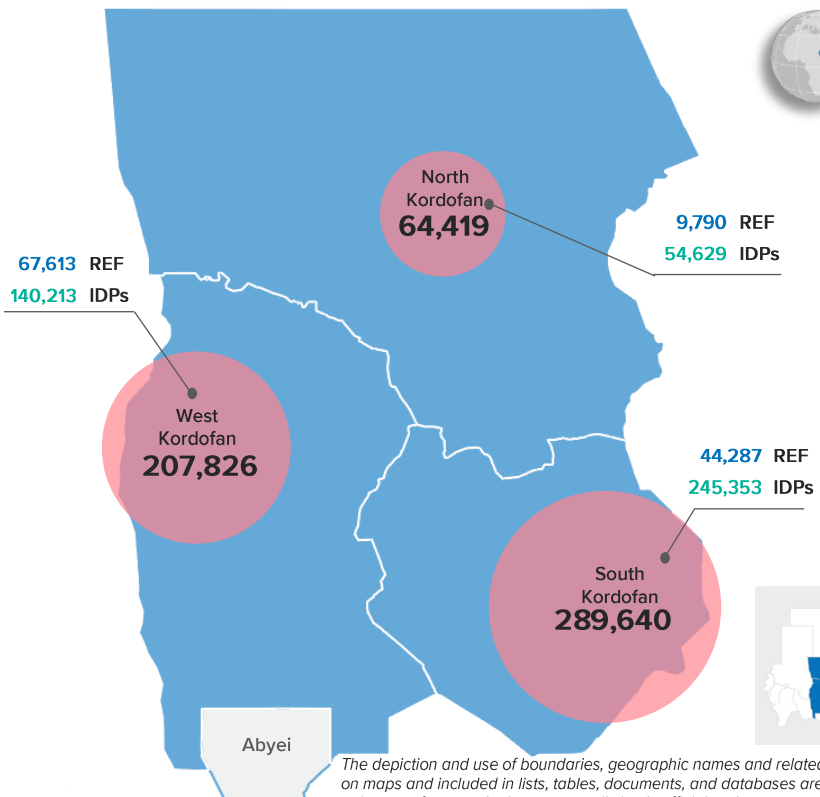 North
Kordofan
64,419
9,790 REF
54,629 IDPs
67,613 REF
140,213 IDPs
West
Kordofan
207,826
44,287 REF
245,353 IDPs
South
Kordofan
289,640
Abyei
The depiction and use of boundaries, geographic names and related
on maps and included in lists, tables, documents, and databases are